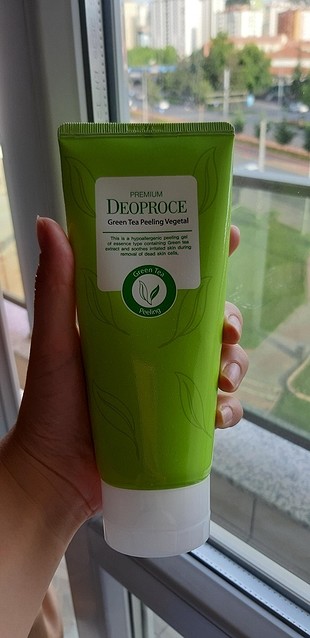 PREMIUM
DEOPROCE
Green Tea Peeling Vegetal
This is a hypoallergenic peeling gel
of essence type containing Green tea
extract and soothes irritated skin during
removal of dead skin cells.
Green Tea
Peeling